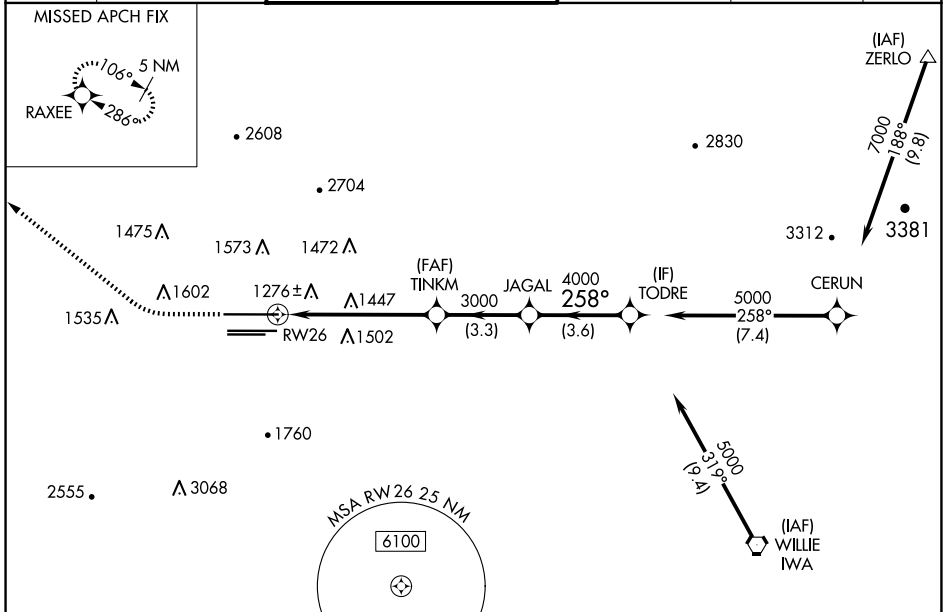 MISSED APCH FIX
106°
5 NM
RAXEE
286°
(IAF)
ZERLO
7000
188°
(9.8)
2608
2830
2704
3381
3312
1475
1573
1472
(FAF)
TINKM
JAGAL
4000
258°
(IF)
TODRE
CERUN
1602
1276±
1447
3000
5000
1535
RW26
1502
(3.3)
(3.6)
258°
(7.4)
1760
5000
319°
(9.4)
2555
3068
MSA RW26 25 NM
6100
(IAF)
WILLIE
IWA